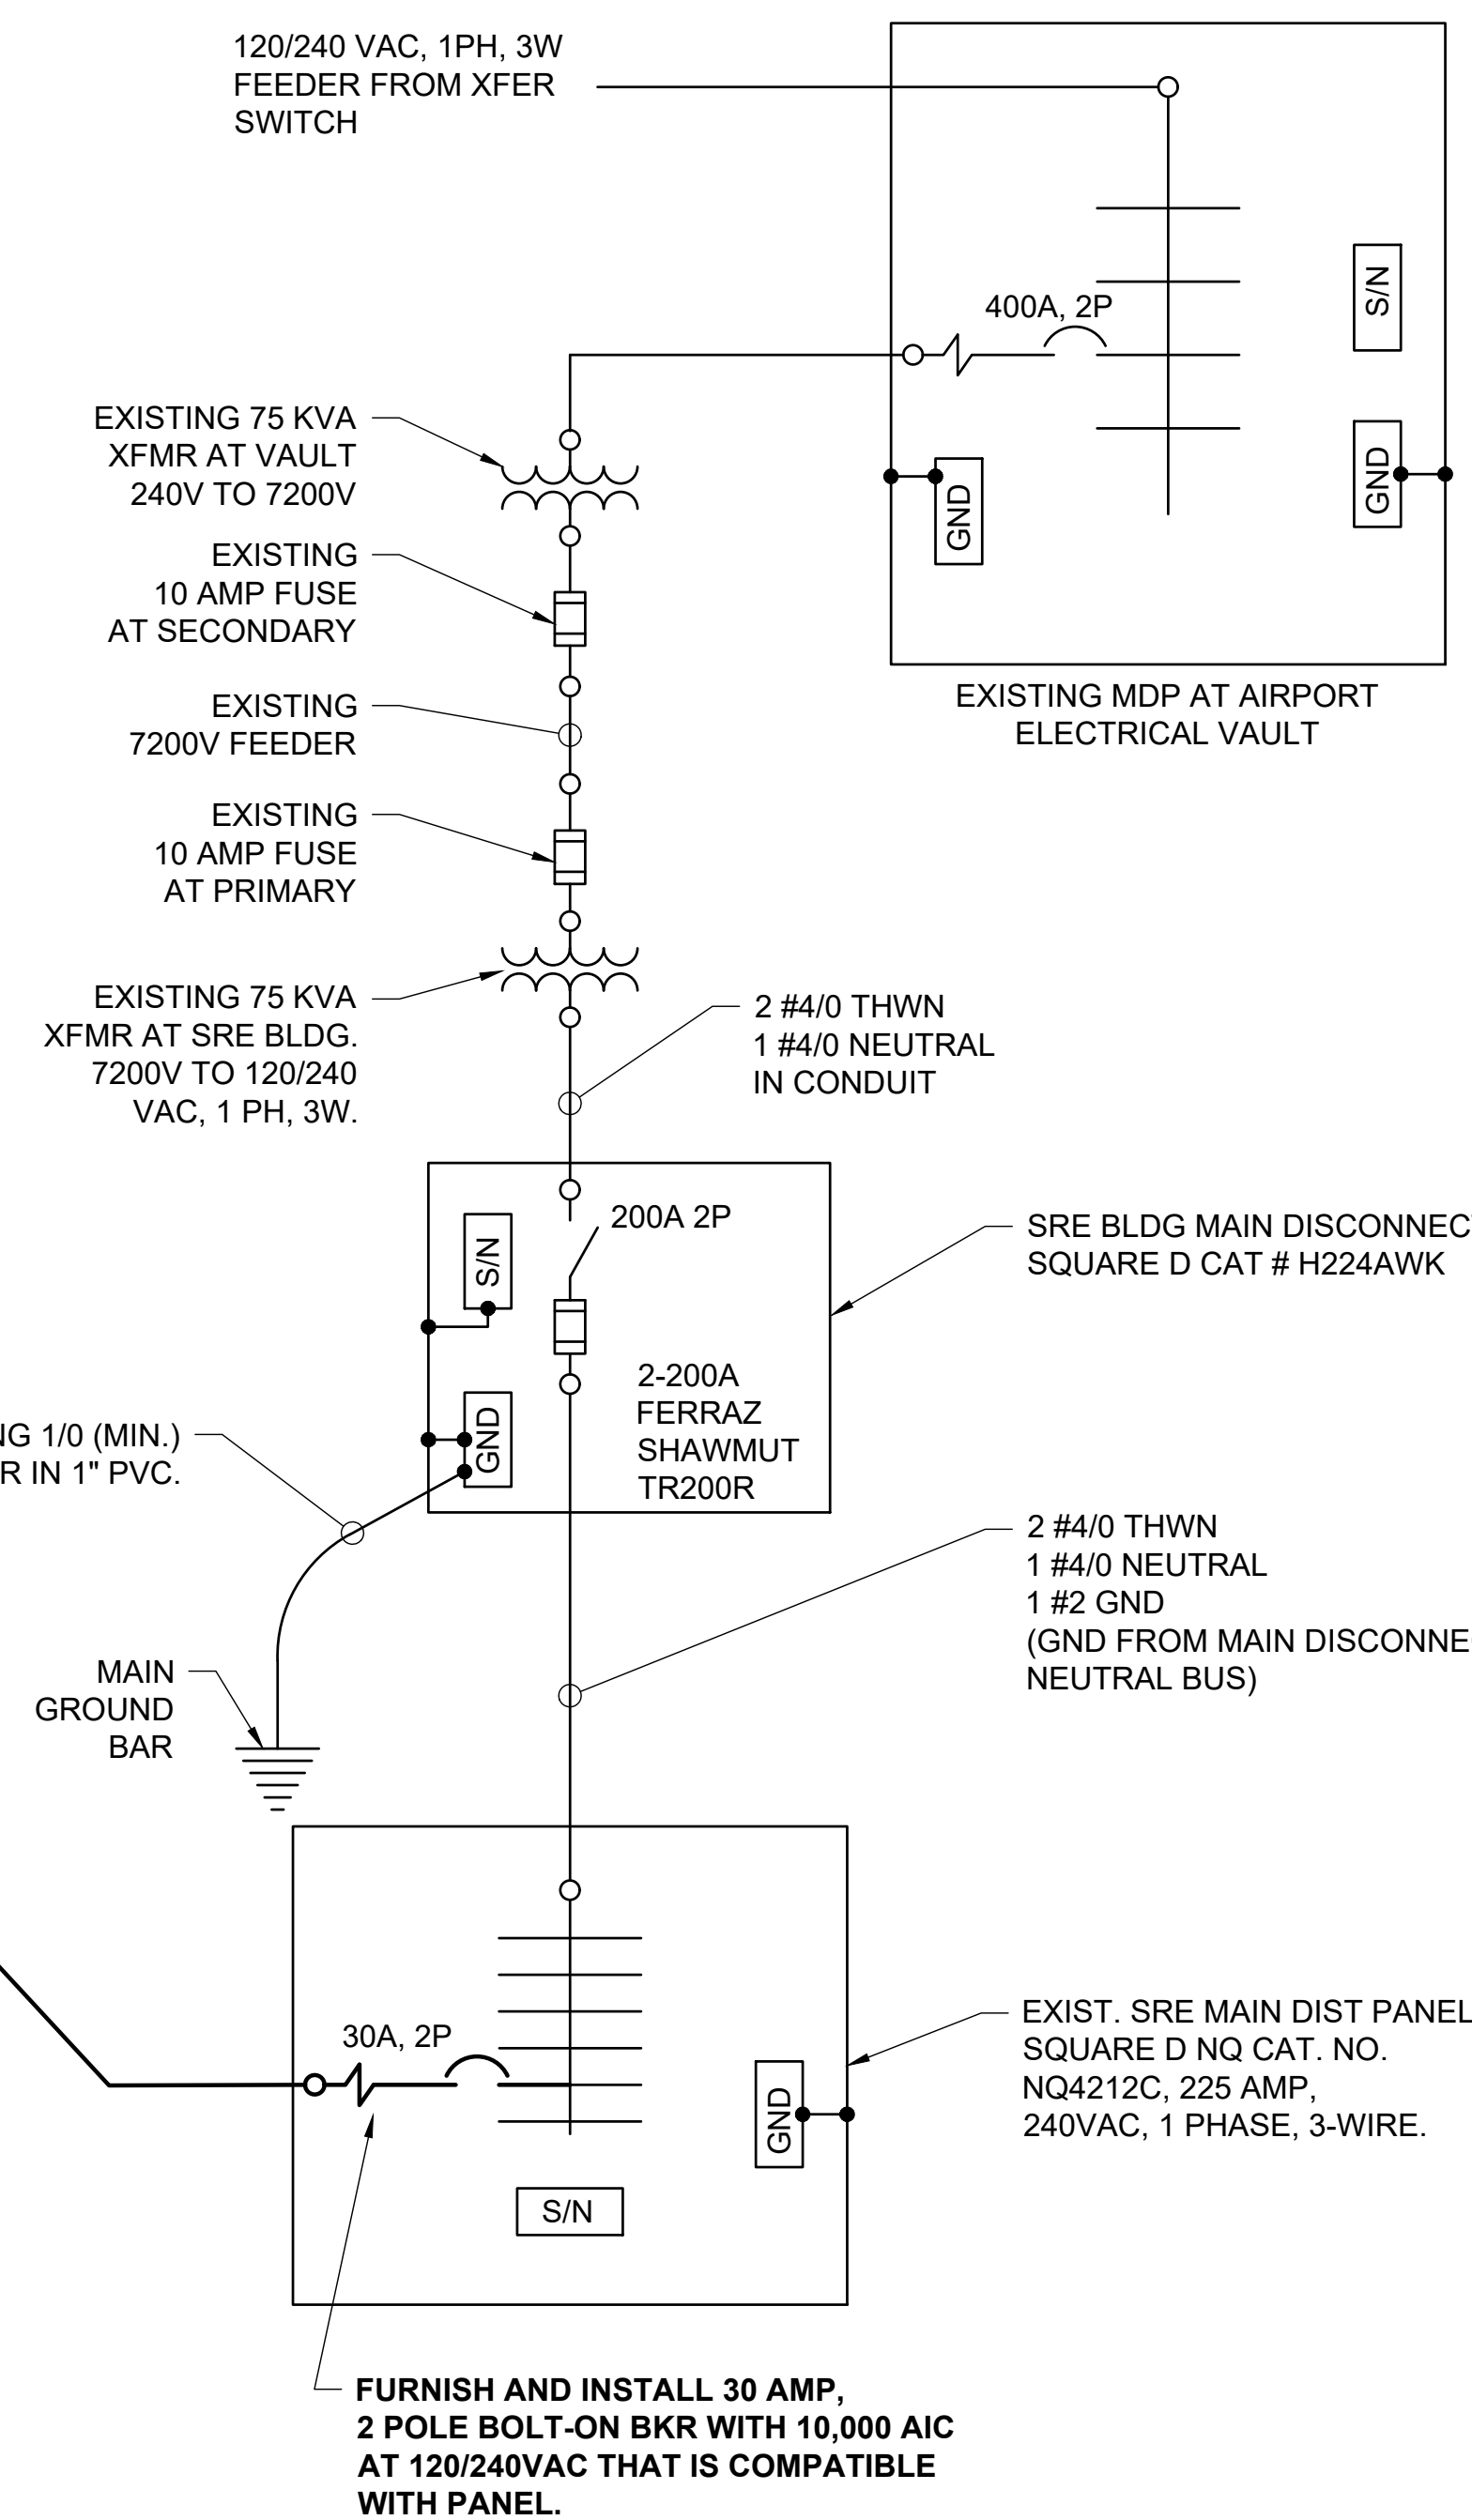 120/240 VAC, 1PH, 3W
FEEDER FROM XFER
SWITCH
400A, 2P
S/N
GND
GND
EXISTING MDP AT AIRPORT
ELECTRICAL VAULT
EXISTING 75 KVA
XFMR AT VAULT
240V TO 7200V
EXISTING
10 AMP FUSE
AT SECONDARY
EXISTING
7200V FEEDER
EXISTING
10 AMP FUSE
AT PRIMARY
EXISTING 75 KVA
XFMR AT SRE BLDG.
7200V TO 120/240
VAC, 1 PH, 3W.
2 #4/0 THWN
1 #4/0 NEUTRAL
IN CONDUIT
S/N
200A 2P
SRE BLDG MAIN DISCONNEC
SQUARE D CAT # H224AWK
GND
2-200A
FERRAZ
SHAWMUT
TR200R
NG 1/0 (MIN.)
R IN 1" PVC.
2 #4/0 THWN
1 #4/0 NEUTRAL
1 #2 GND
(GND FROM MAIN DISCONNE
NEUTRAL BUS)
MAIN
GROUND
BAR
30A, 2P
GND
S/N
EXIST. SRE MAIN DIST PANEL
SQUARE D NQ CAT. NO.
NQ4212C, 225 AMP,
240VAC, 1 PHASE, 3-WIRE.
FURNISH AND INSTALL 30 AMP,
2 POLE BOLT-ON BKR WITH 10,000 AIC
AT 120/240VAC THAT IS COMPATIBLE
WITH PANEL.